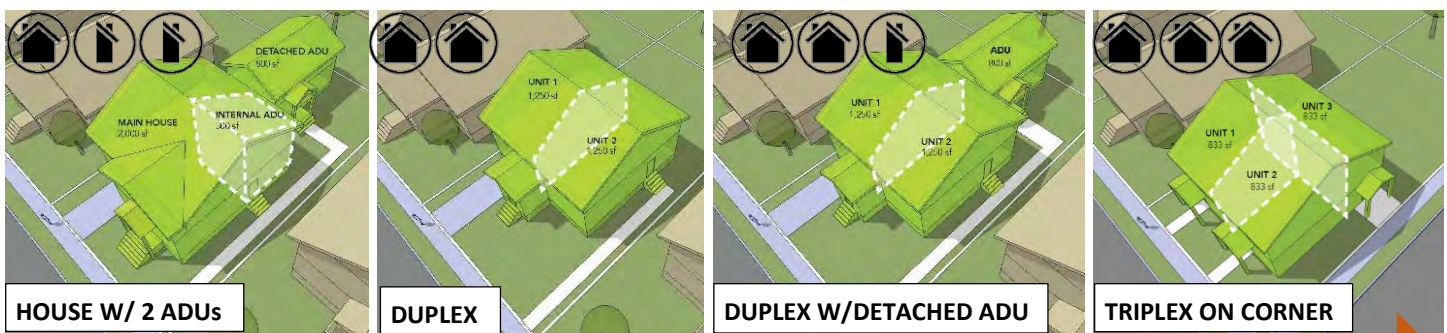 DETACHED ADU
800 sf
MAIN HOUSE
2,000 sf
INTERNAL ADU
500 sf
HOUSE W/ 2 ADUs
UNIT 1
1,250 sf
UNIT 2
1,250 sf
DUPLEX
ADU
800 sf
UNIT 1
1,250 sf
UNIT 2
1,250 sf
DUPLEX W/DETACHED ADU
UNIT 3
833 sf
UNIT 1
833 sf
UNIT 2
833 sf
TRIPLEX ON CORNER